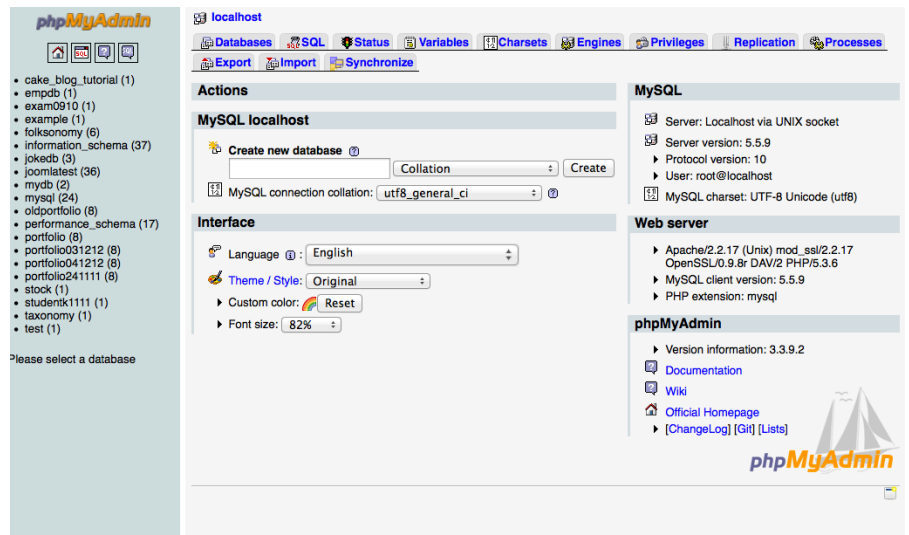 phpMyAdmin
SQL
cake_blog_tutorial (1)
empdb (1)
exam0910 (1)
example (1)
folksonomy (6)
information_schema (37)
jokedb (3)
joomlatest (36)
mydb (2)
mysql (24)
oldportfolio (8)
performance_schema (17)
portfolio (8)
portfolio031212 (8)
portfolio041212 (8)
portfolio241111 (8)
stock (1)
studentk1111 (1)
taxonomy (1)
test (1)
Please select a database
localhost
Databases SQL Status Variables Charsets Engines Privileges Replication Processes
Export Import Synchronize
Actions
MySQL localhost
Create new database
Collation Create
MySQL connection collation: utf8_general_ci
Interface
Language : English
Theme / Style: Original
Custom color: Reset
Font size: 82%
MySQL
Server: Localhost via UNIX socket
Server version: 5.5.9
Protocol version: 10
User: root@localhost
MySQL charset: UTF-8 Unicode (utf8)
Web server
Apache/2.2.17 (Unix) mod_ssl/2.2.17
OpenSSL/0.9.8r DAV/2 PHP/5.3.6
MySQL client version: 5.5.9
PHP extension: mysql
phpMyAdmin
Version information: 3.3.9.2
Documentation
Wiki
Official Homepage
[ChangeLog] [Git] [Lists]
phpMyAdmin